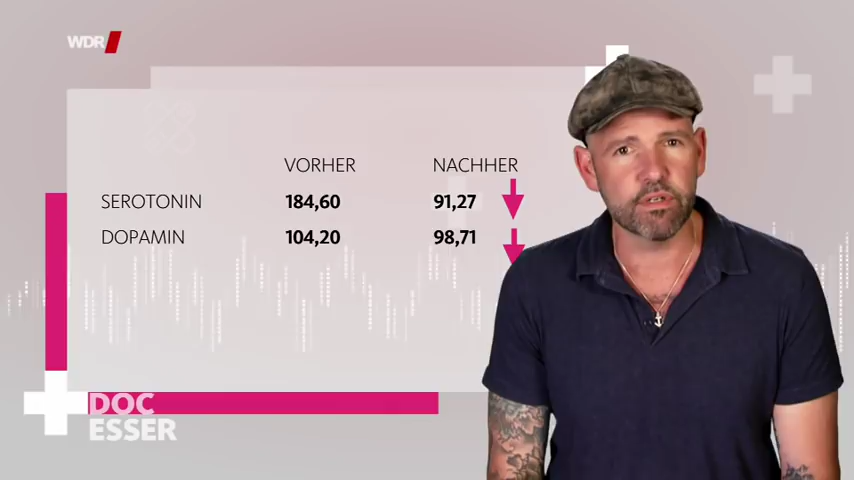 WDR
VORHER NACHHER
SEROTONIN 184,60 91,27
DOPAMIN 104,20 98,71
DOC
ESSER